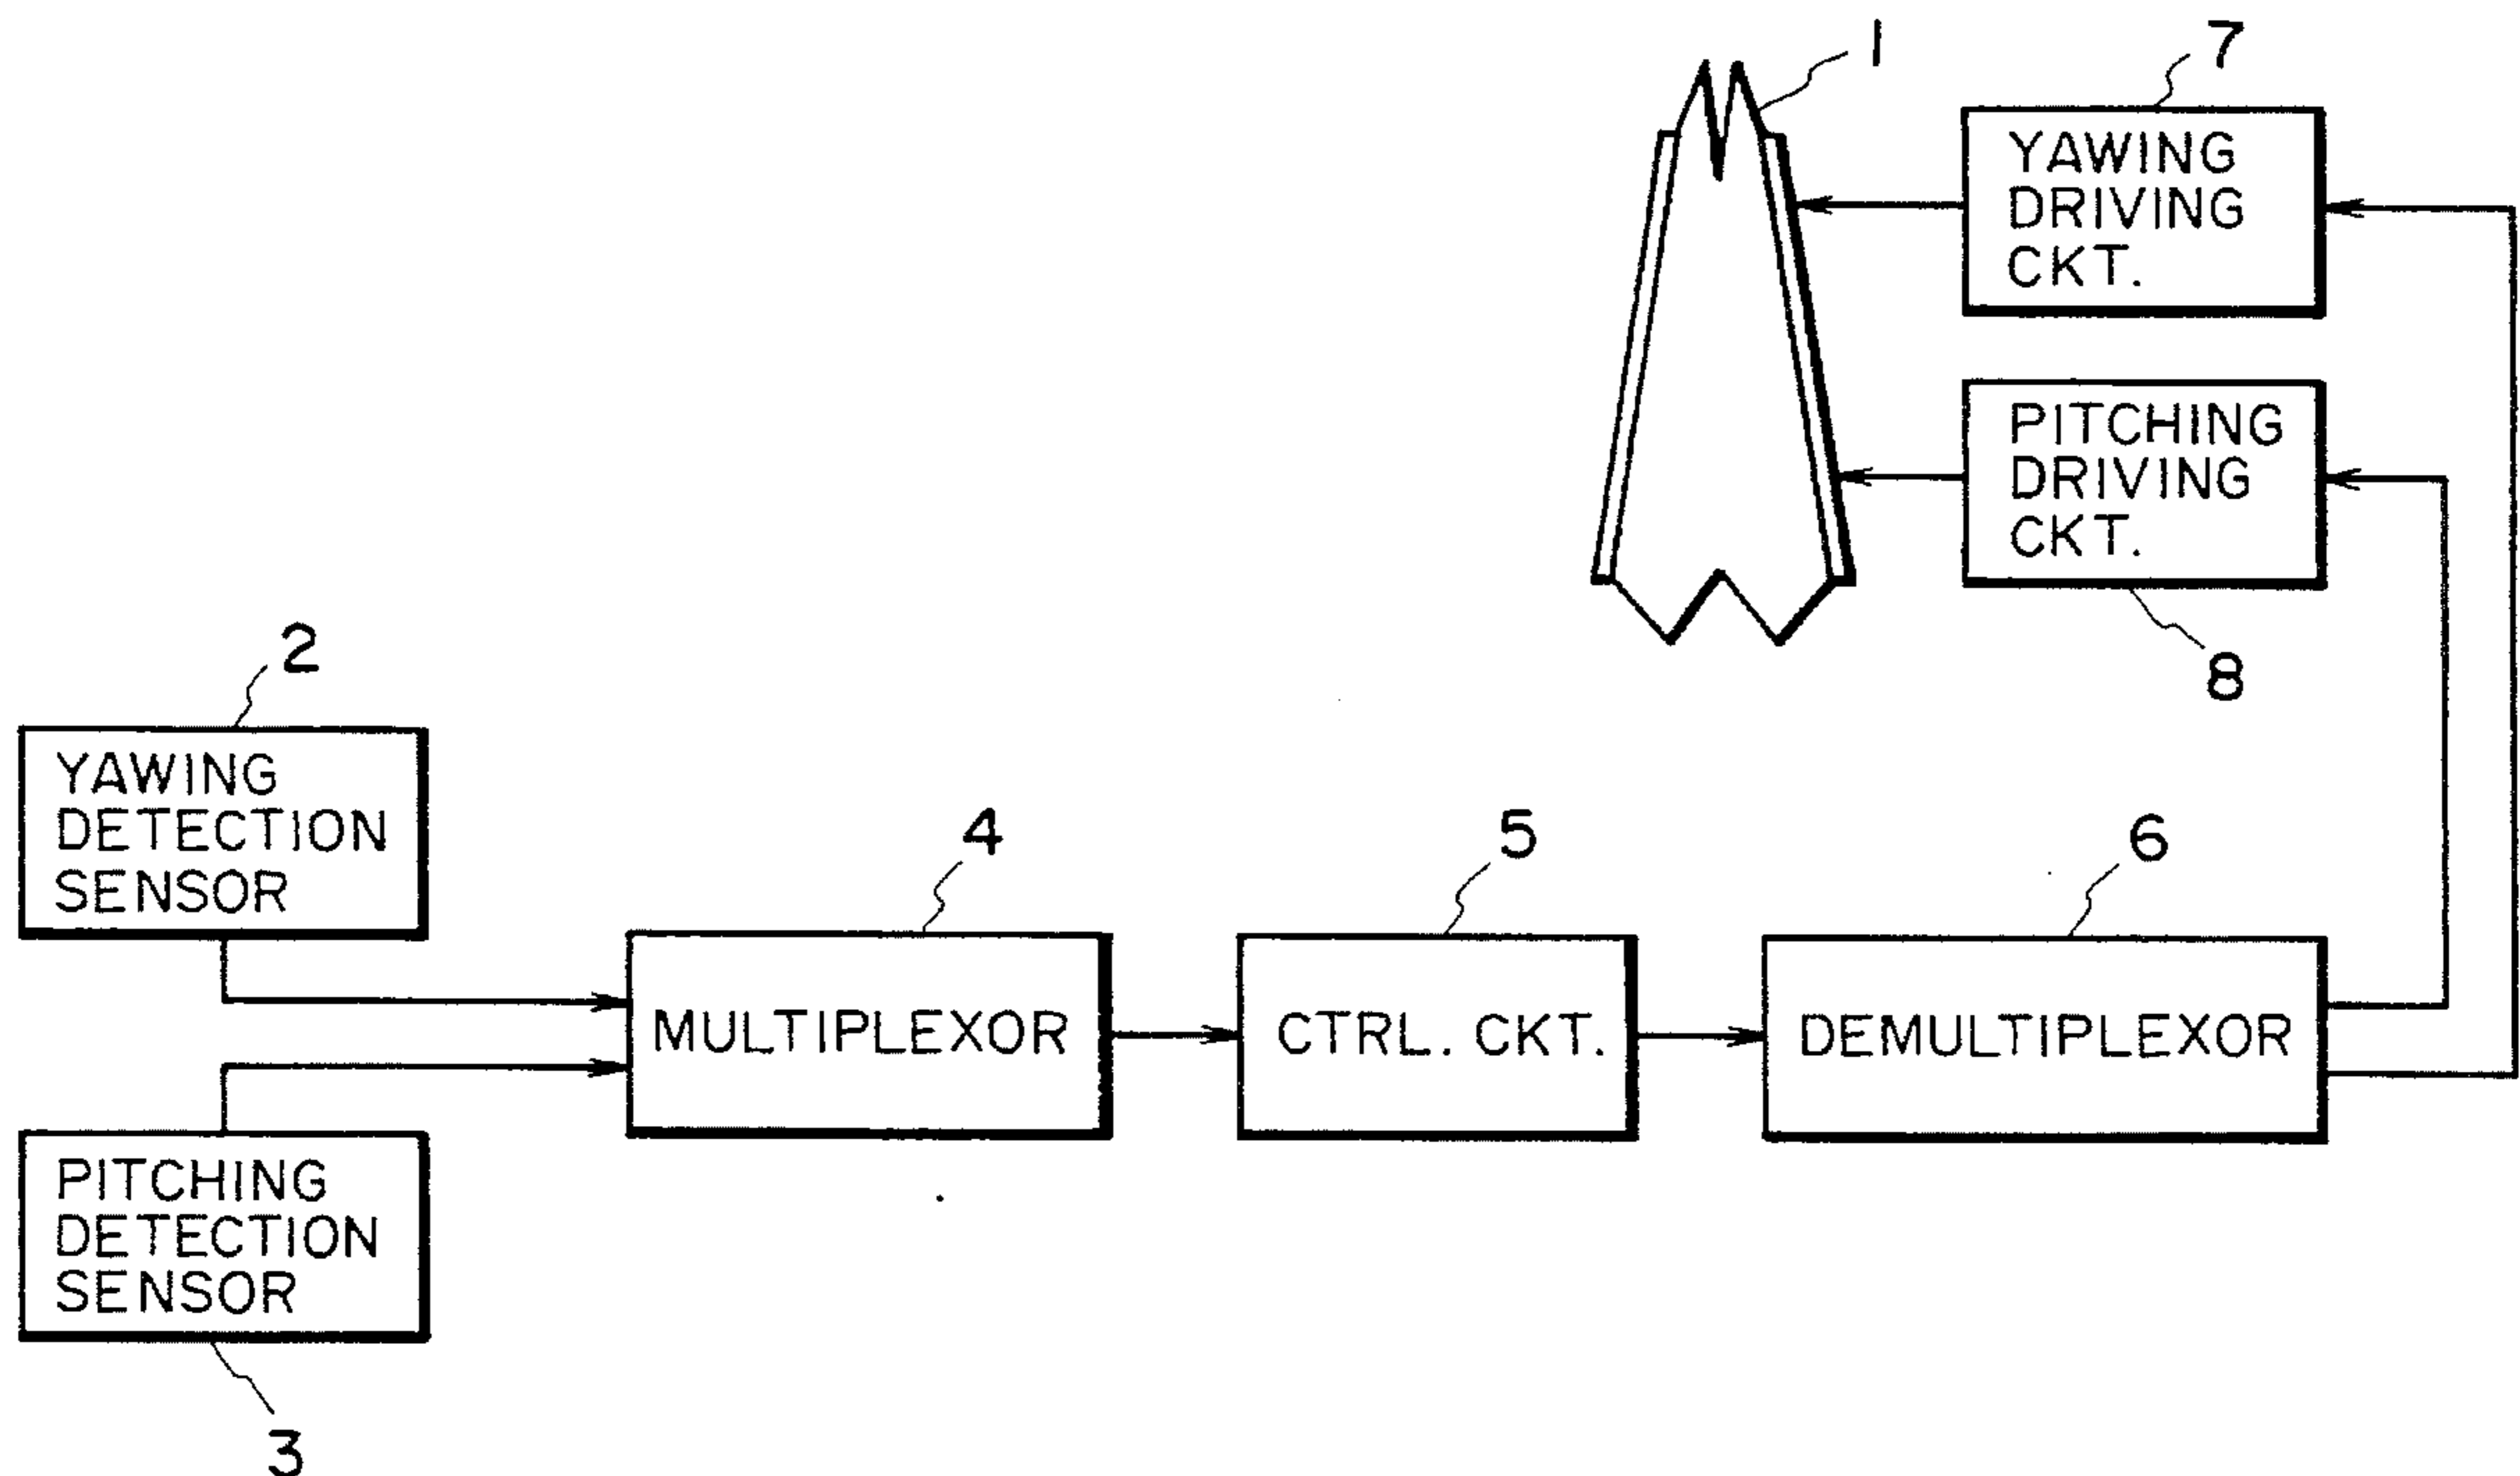 1
7
YAWING
DRIVING
CKT.
PITCHING
DRIVING
CKT.
8
2
YAWING
DETECTION
SENSOR
4
MULTIPLEXOR
5
CTRL. CKT.
6
DEMULTIPLEXOR
PITCHING
DETECTION
SENSOR
3